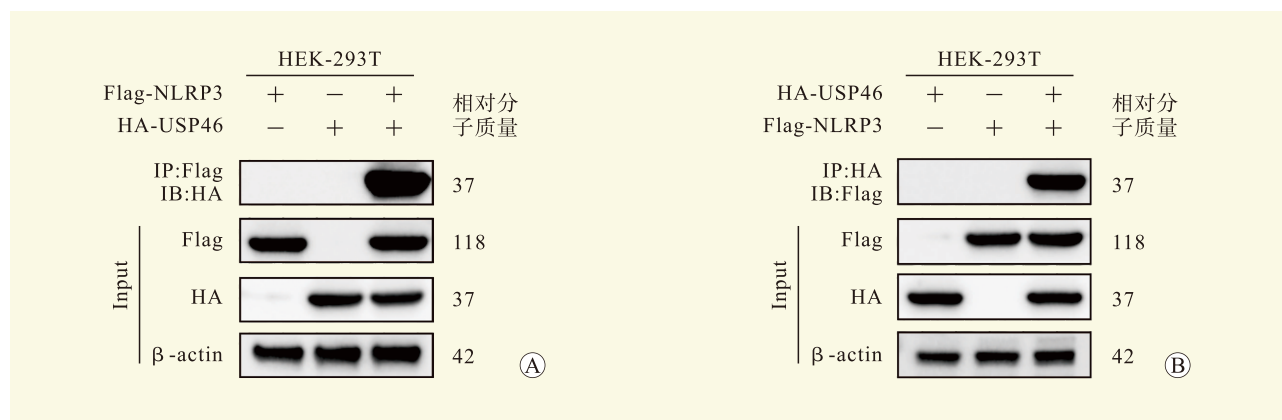 HEK-293T
Flag-NLRP3 + − +
HA-USP46 − + +
相对分
子质量
IP:Flag
IB:HA
37
Input
Flag
118
HA
37
β-actin
42
A
HEK-293T
HA-USP46 + − +
Flag-NLRP3 − + +
相对分
子质量
IP:HA
IB:Flag
37
Input
Flag
118
HA
37
β-actin
42
B